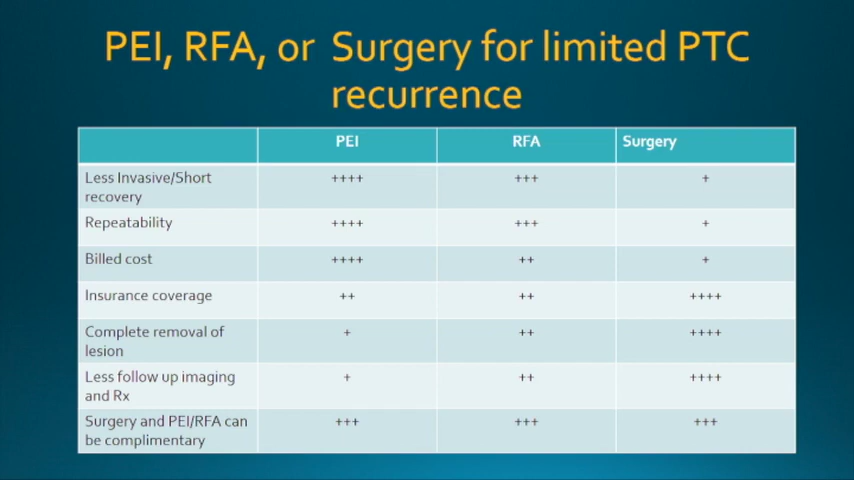 PEI, RFA, or Surgery for limited PTC
recurrence
PEI RFA Surgery
Less Invasive/Short
recovery ++++ +++ +
Repeatability ++++ +++ +
Billed cost ++++ ++ +
Insurance coverage ++ ++ ++++
Complete removal of
lesion + ++ ++++
Less follow up imaging
and Rx + ++ ++++
Surgery and PEI/RFA can
be complimentary +++ +++ +++